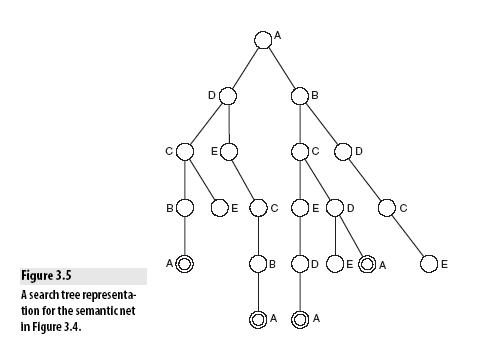 A
D B
C E C D
B E C E D C
A B D E A E
A A
Figure 3.5
A search tree representa-
tion for the semantic net
in Figure 3.4.